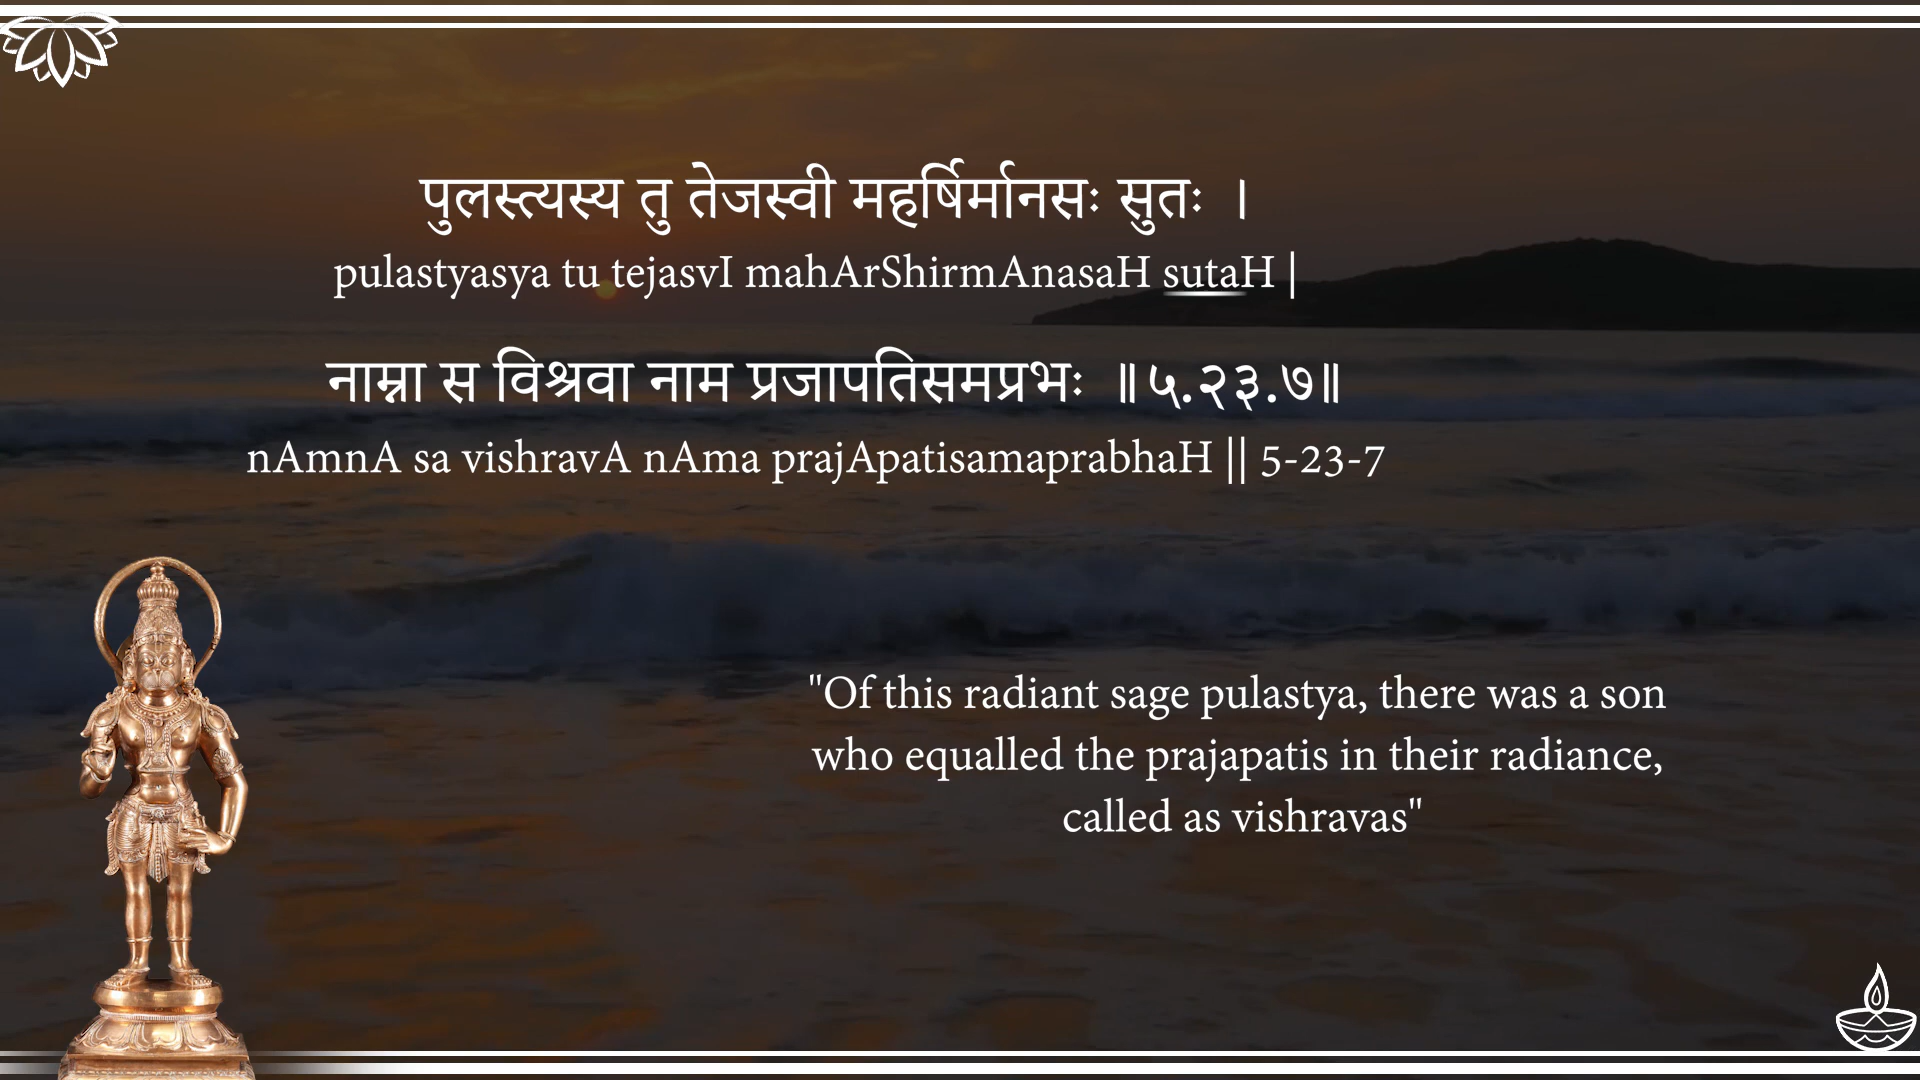 पुलस्त्यस्य तु तेजस्वी महर्षिर्मानसः सुतः ।
pulastyasya tu tejasvI mahArShirmAnasaH sutaH |
नाम्ना स विश्रवा नाम प्रजापतिसमप्रभः ॥५.२३.७॥
nAmnA sa vishravA nAma prajApatisamaprabhaH || 5-23-7
"Of this radiant sage pulastya, there was a son
who equalled the prajapatis in their radiance,
called as vishravas"